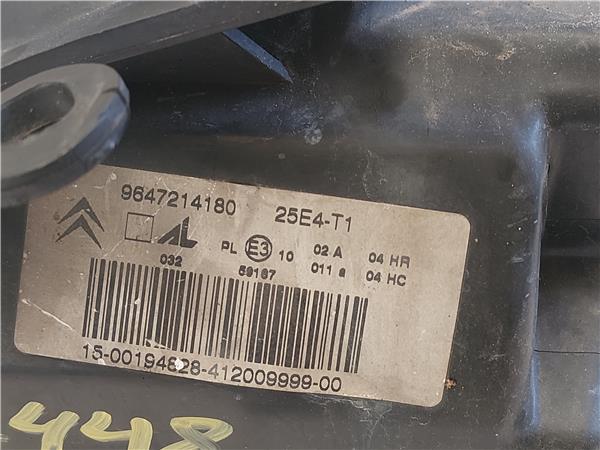 9647214180 25E4-T1
AL PL E3 10 02 A 04 HR
032 59187 011 a 04 HC
15-00194828-412009999-00
448